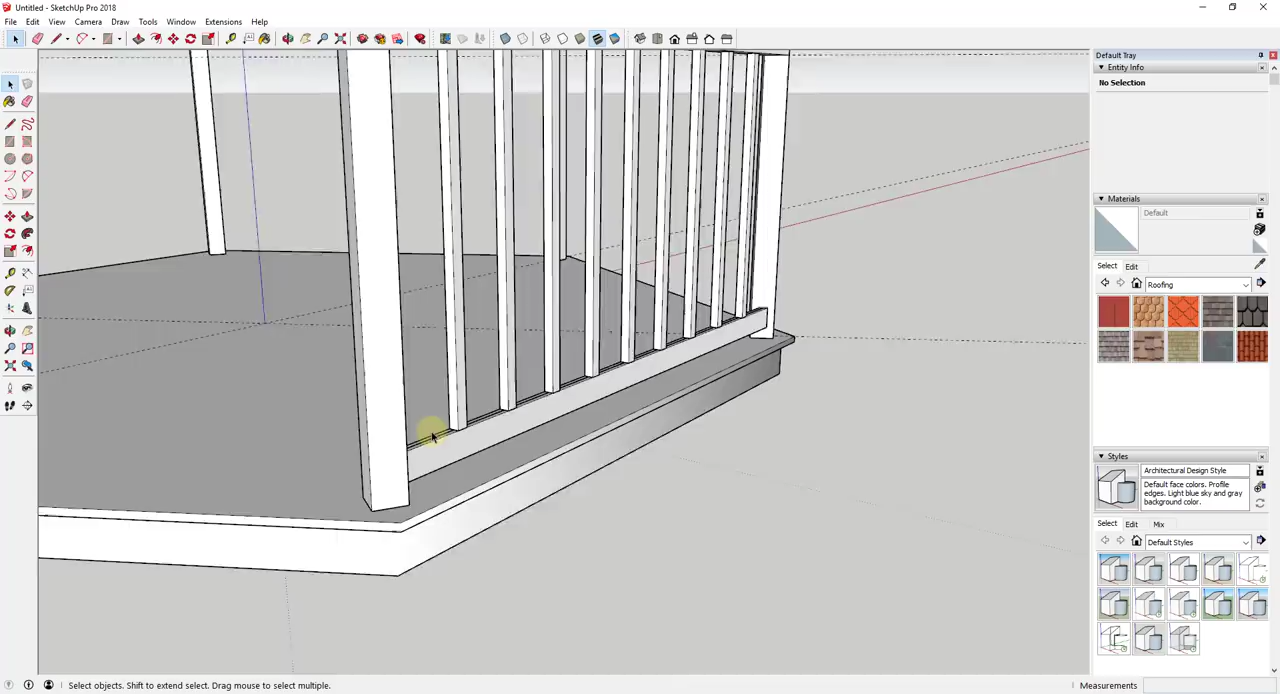 Untitled - SketchUp Pro 2018
File Edit View Camera Draw Tools Window Extensions Help
Default Tray
Entity Info
No Selection
Materials
Default
Select Edit
Roofing
Styles
Architectural Design Style
Default face colors. Profile
edges. Light blue sky and gray
background color.
Select Edit Mix
Default Styles
Select objects. Shift to extend select. Drag mouse to select multiple.
Measurements